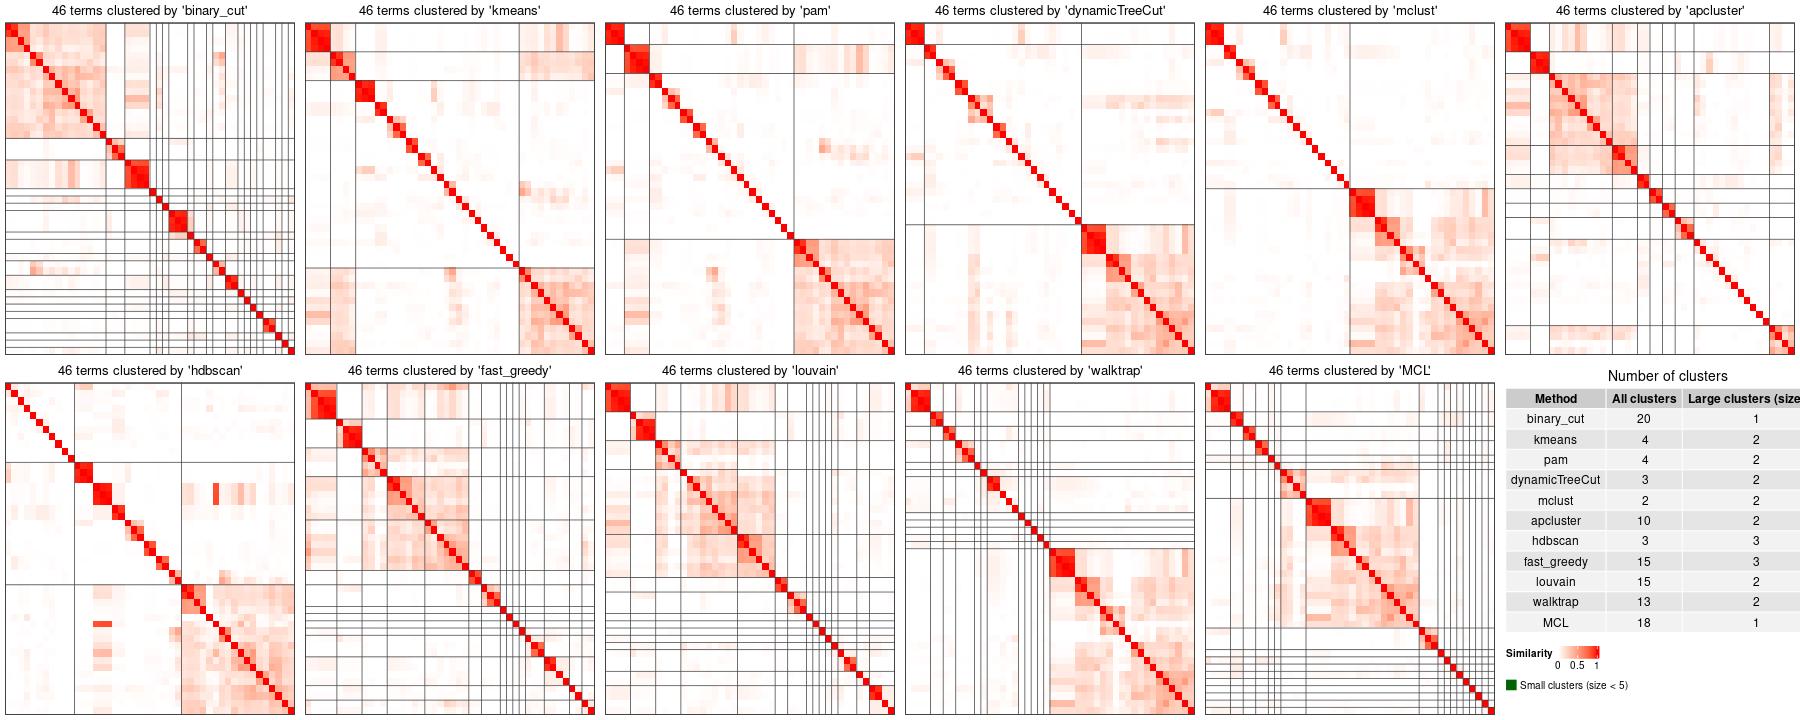 46 terms clustered by 'binary_cut'
46 terms clustered by 'kmeans'
46 terms clustered by 'pam'
46 terms clustered by 'dynamicTreeCut'
46 terms clustered by 'mclust'
46 terms clustered by 'apcluster'
46 terms clustered by 'hdbscan'
46 terms clustered by 'fast_greedy'
46 terms clustered by 'louvain'
46 terms clustered by 'walktrap'
46 terms clustered by 'MCL'
Number of clusters
Method All clusters Large clusters (size
binary_cut 20 1
kmeans 4 2
pam 4 2
dynamicTreeCut 3 2
mclust 2 2
apcluster 10 2
hdbscan 3 3
fast_greedy 15 3
louvain 15 2
walktrap 13 2
MCL 18 1
Similarity
0 0.5 1
Small clusters (size < 5)